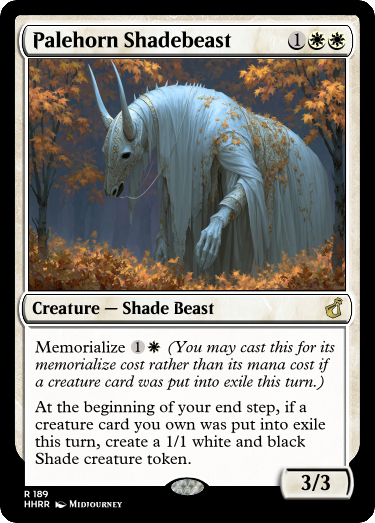 Palehorn Shadebeast 1
Creature — Shade Beast
Memorialize 1 (You may cast this for its
memorialize cost rather than its mana cost if
a creature card was put into exile this turn.)
At the beginning of your end step, if a
creature card you own was put into exile
this turn, create a 1/1 white and black
Shade creature token.
3/3
R 189
HHRR Midjourney